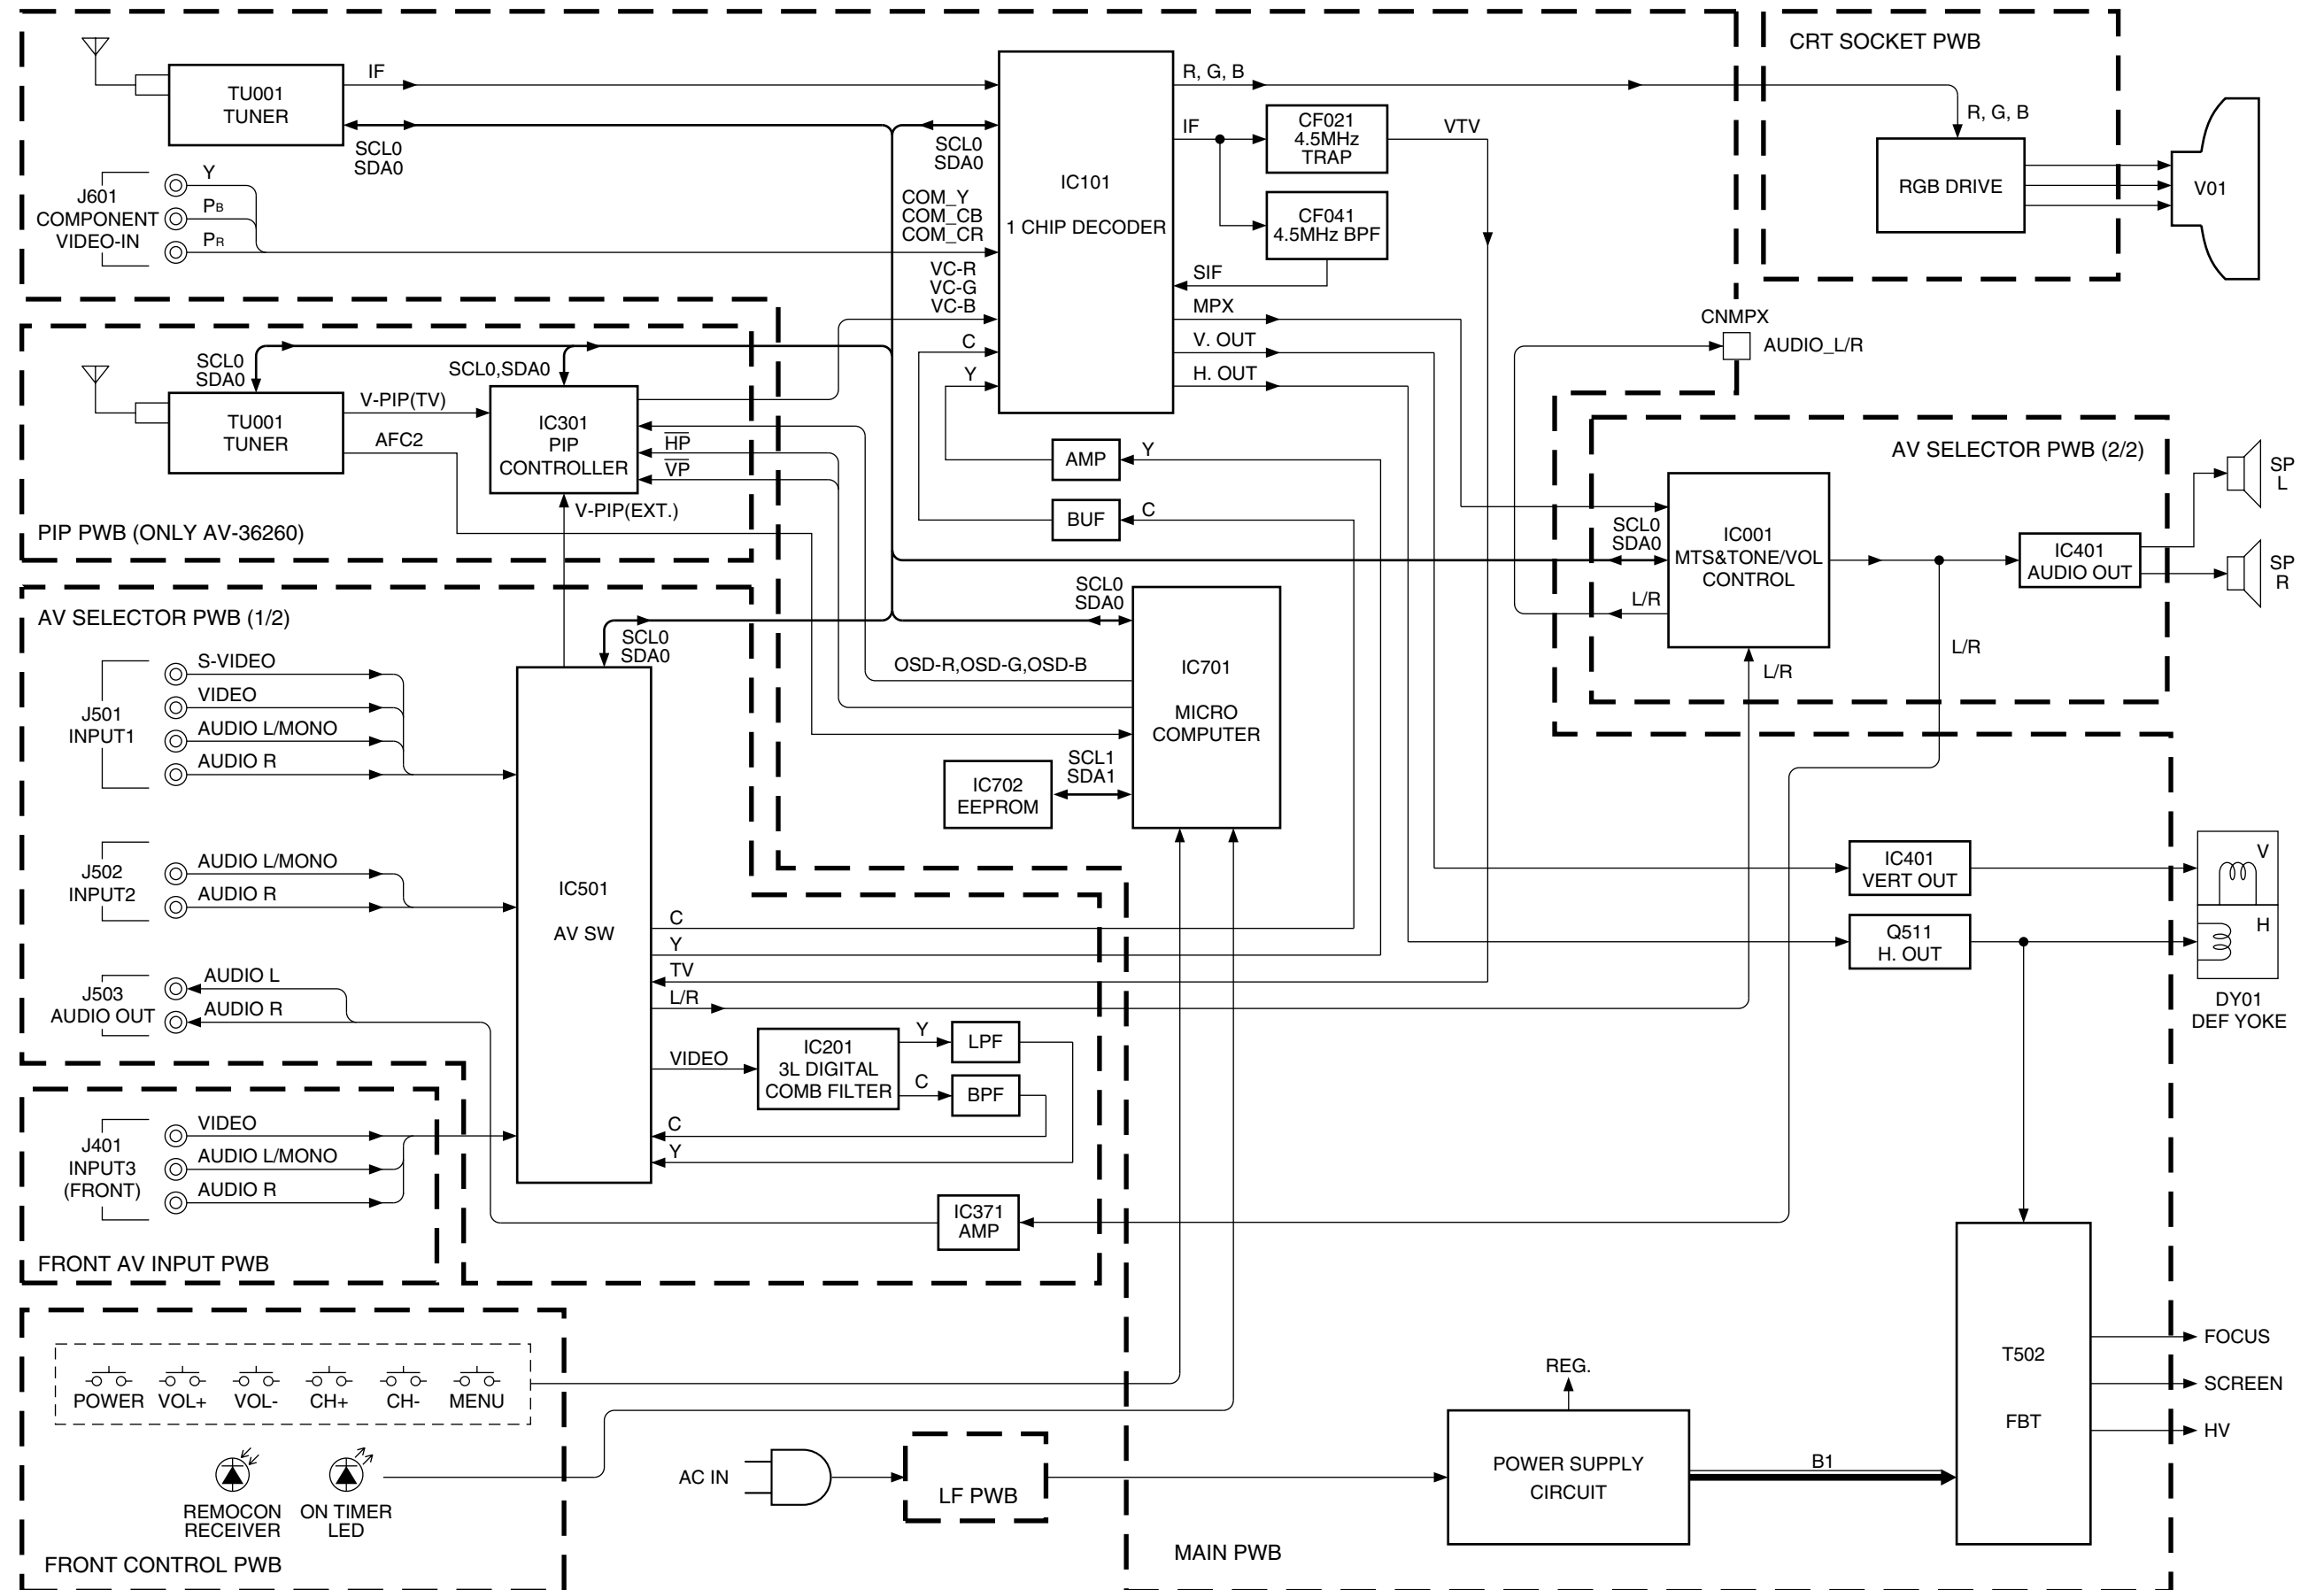 CRT SOCKET PWB
TU001
TUNER
IF
SCL0
SDA0
SCL0
SDA0
J601
COMPONENT
VIDEO-IN
Y
PB
PR
COM_Y
COM_CB
COM_CR
VC-R
VC-G
VC-B
C
Y
IC101
1 CHIP DECODER
R, G, B
IF
CF021
4.5MHz
TRAP
VTV
CF041
4.5MHz BPF
SIF
MPX
V. OUT
H. OUT
R, G, B
RGB DRIVE
V01
CNMPX
AUDIO_L/R
SCL0
SDA0
SCL0,SDA0
TU001
TUNER
V-PIP(TV)
AFC2
IC301
PIP
CONTROLLER
HP
VP
V-PIP(EXT.)
PIP PWB (ONLY AV-36260)
AMP
Y
BUF
C
AV SELECTOR PWB (2/2)
SCL0
SDA0
IC001
MTS&TONE/VOL
CONTROL
L/R
L/R
L/R
IC401
AUDIO OUT
SP
L
SP
R
AV SELECTOR PWB (1/2)
SCL0
SDA0
SCL0
SDA0
OSD-R,OSD-G,OSD-B
IC701
MICRO
COMPUTER
IC702
EEPROM
SCL1
SDA1
J501
INPUT1
S-VIDEO
VIDEO
AUDIO L/MONO
AUDIO R
J502
INPUT2
AUDIO L/MONO
AUDIO R
J503
AUDIO OUT
AUDIO L
AUDIO R
IC501
AV SW
C
Y
TV
L/R
VIDEO
IC201
3L DIGITAL
COMB FILTER
Y
LPF
C
BPF
C
Y
IC371
AMP
IC401
VERT OUT
Q511
H. OUT
V
H
DY01
DEF YOKE
J401
INPUT3
(FRONT)
VIDEO
AUDIO L/MONO
AUDIO R
FRONT AV INPUT PWB
POWER
VOL+
VOL-
CH+
CH-
MENU
REMOCON
RECEIVER
ON TIMER
LED
FRONT CONTROL PWB
AC IN
LF PWB
REG.
POWER SUPPLY
CIRCUIT
B1
T502
FBT
FOCUS
SCREEN
HV
MAIN PWB